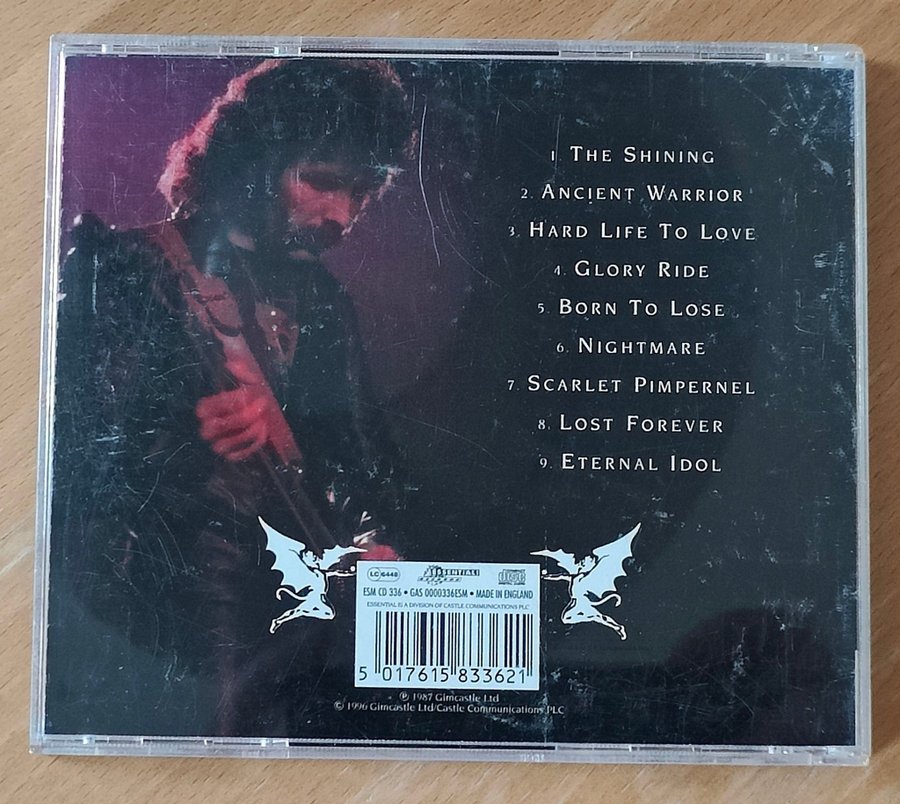 1. THE SHINING
2. ANCIENT WARRIOR
3. HARD LIFE TO LOVE
4. GLORY RIDE
5. BORN TO LOSE
6. NIGHTMARE
7. SCARLET PIMPERNEL
8. LOST FOREVER
9. ETERNAL IDOL
LC 6448
ESSENTIAL!
ESM CD 336 • GAS 0000336ESM • MADE IN ENGLAND
ESSENTIAL IS A DIVISION OF CASTLE COMMUNICATIONS PLC
5 017615 833621
℗ 1987 Gimcastle Ltd
© 1996 Gimcastle Ltd/Castle Communications PLC